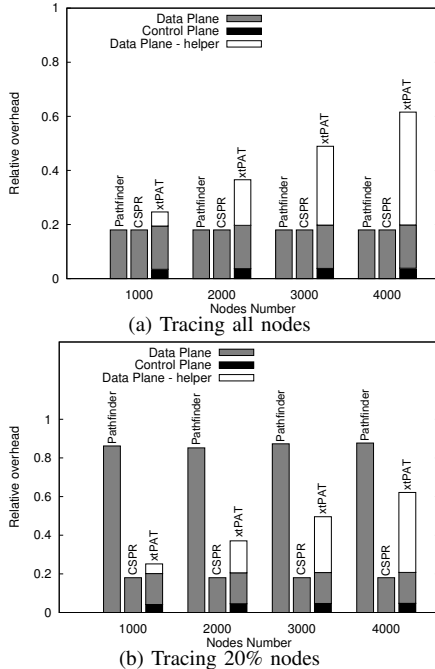 Data Plane
Control Plane
Data Plane - helper
Relative overhead
1
0.8
0.6
0.4
0.2
0
Pathfinder
CSPR
xtPAT
Pathfinder
CSPR
xtPAT
Pathfinder
CSPR
xtPAT
Pathfinder
CSPR
xtPAT
1000 2000 3000 4000
Nodes Number
(a) Tracing all nodes
Data Plane
Control Plane
Data Plane - helper
Relative overhead
1
0.8
0.6
0.4
0.2
0
Pathfinder
CSPR
xtPAT
Pathfinder
CSPR
xtPAT
Pathfinder
CSPR
xtPAT
Pathfinder
CSPR
xtPAT
1000 2000 3000 4000
Nodes Number
(b) Tracing 20% nodes